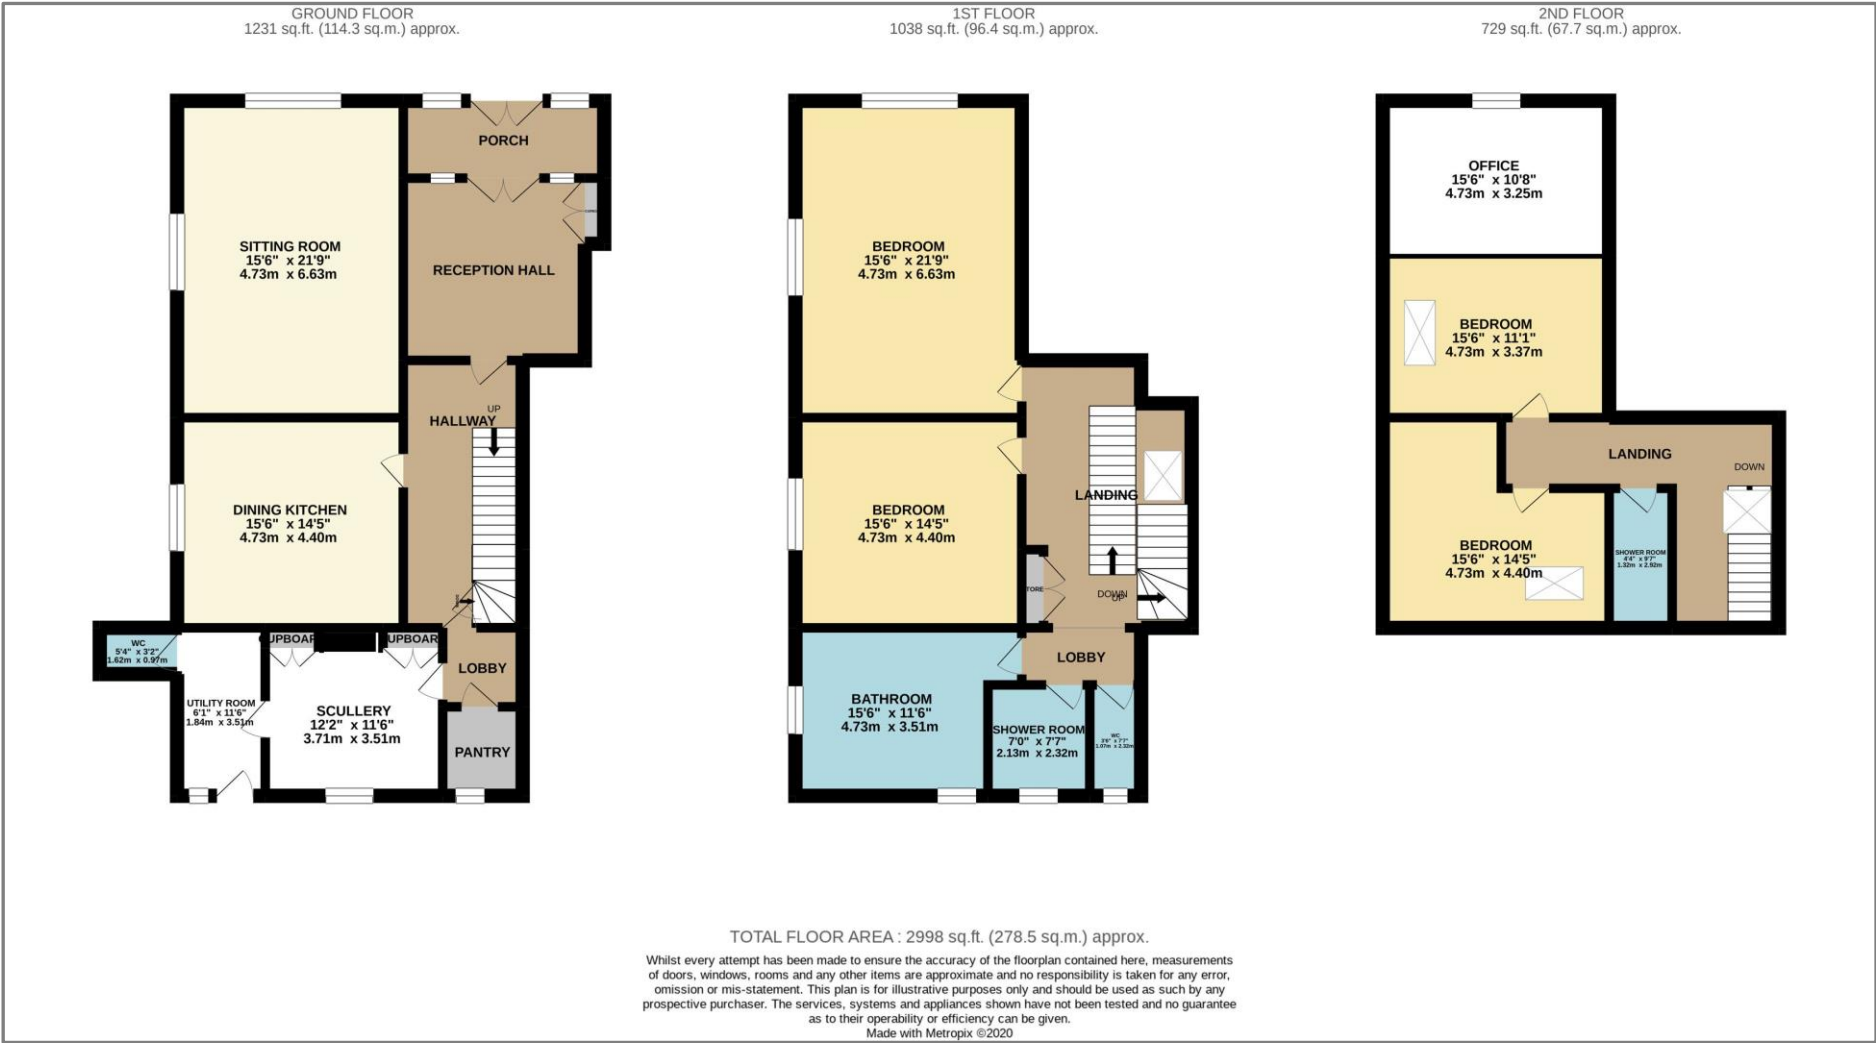 GROUND FLOOR
1231 sq.ft. (114.3 sq.m.) approx.
PORCH
RECEPTION HALL
SITTING ROOM
15'6" x 21'9"
4.73m x 6.63m
HALLWAY
UP
DINING KITCHEN
15'6" x 14'5"
4.73m x 4.40m
WC
5'4" x 3'2"
1.62m x 0.97m
UPBOAR
UPBOAR
LOBBY
UTILITY ROOM
6'1" x 11'6"
1.84m x 3.51m
SCULLERY
12'2" x 11'6"
3.71m x 3.51m
PANTRY
1ST FLOOR
1038 sq.ft. (96.4 sq.m.) approx.
BEDROOM
15'6" x 21'9"
4.73m x 6.63m
BEDROOM
15'6" x 14'5"
4.73m x 4.40m
LANDING
TORE
DOWN
UP
LOBBY
BATHROOM
15'6" x 11'6"
4.73m x 3.51m
SHOWER ROOM
7'0" x 7'7"
2.13m x 2.32m
WC
3'6" x 7'7"
1.07m x 2.32m
2ND FLOOR
729 sq.ft. (67.7 sq.m.) approx.
OFFICE
15'6" x 10'8"
4.73m x 3.25m
BEDROOM
15'6" x 11'1"
4.73m x 3.37m
LANDING
DOWN
BEDROOM
15'6" x 14'5"
4.73m x 4.40m
SHOWER ROOM
4'4" x 9'7"
1.32m x 2.92m
TOTAL FLOOR AREA : 2998 sq.ft. (278.5 sq.m.) approx.
Whilst every attempt has been made to ensure the accuracy of the floorplan contained here, measurements
of doors, windows, rooms and any other items are approximate and no responsibility is taken for any error,
omission or mis-statement. This plan is for illustrative purposes only and should be used as such by any
prospective purchaser. The services, systems and appliances shown have not been tested and no guarantee
as to their operability or efficiency can be given.
Made with Metropix ©2020